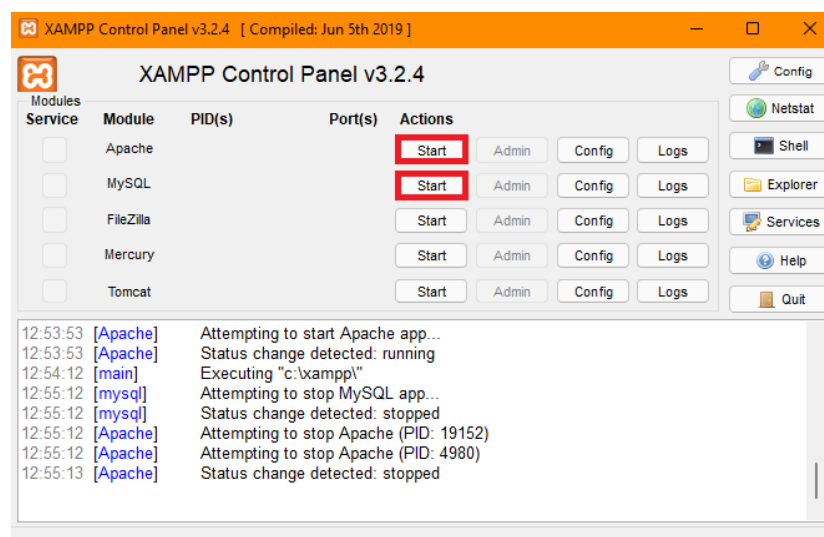 XAMPP Control Panel v3.2.4 [ Compiled: Jun 5th 2019 ]
XAMPP Control Panel v3.2.4
Config
Modules
Service Module PID(s) Port(s) Actions
Netstat
Apache Start Admin Config Logs
Shell
MySQL Start Admin Config Logs
Explorer
FileZilla Start Admin Config Logs
Services
Mercury Start Admin Config Logs
Help
Tomcat Start Admin Config Logs
Quit
12:53:53 [Apache] Attempting to start Apache app...
12:53:53 [Apache] Status change detected: running
12:54:12 [main] Executing "c:\xampp\"
12:55:12 [mysql] Attempting to stop MySQL app...
12:55:12 [mysql] Status change detected: stopped
12:55:12 [Apache] Attempting to stop Apache (PID: 19152)
12:55:12 [Apache] Attempting to stop Apache (PID: 4980)
12:55:13 [Apache] Status change detected: stopped